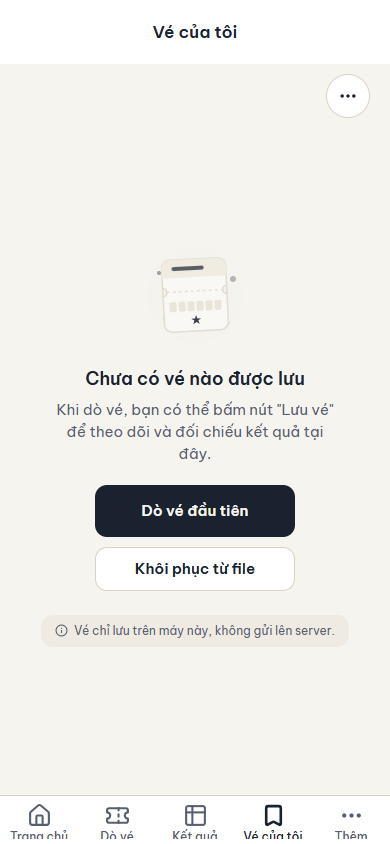 Vé của tôi
Chưa có vé nào được lưu
Khi dò vé, bạn có thể bấm nút "Lưu vé"
để theo dõi và đối chiếu kết quả tại
đây.
Dò vé đầu tiên
Khôi phục từ file
Vé chỉ lưu trên máy này, không gửi lên server.
Trang chủ
Dò vé
Kết quả
Vé của tôi
Thêm